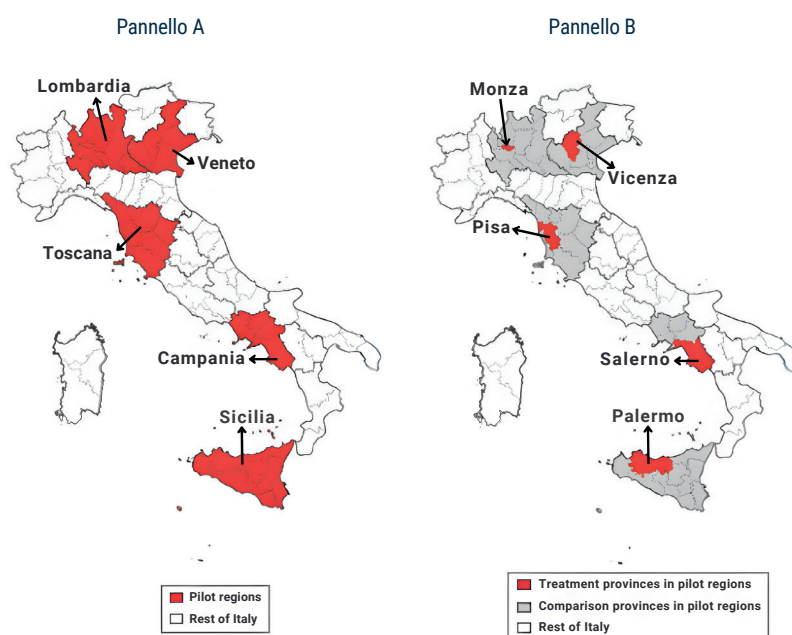 Pannello A
Lombardia
Veneto
Toscana
Campania
Sicilia
Pilot regions
Rest of Italy
Pannello B
Monza
Vicenza
Pisa
Salerno
Palermo
Treatment provinces in pilot regions
Comparison provinces in pilot regions
Rest of Italy